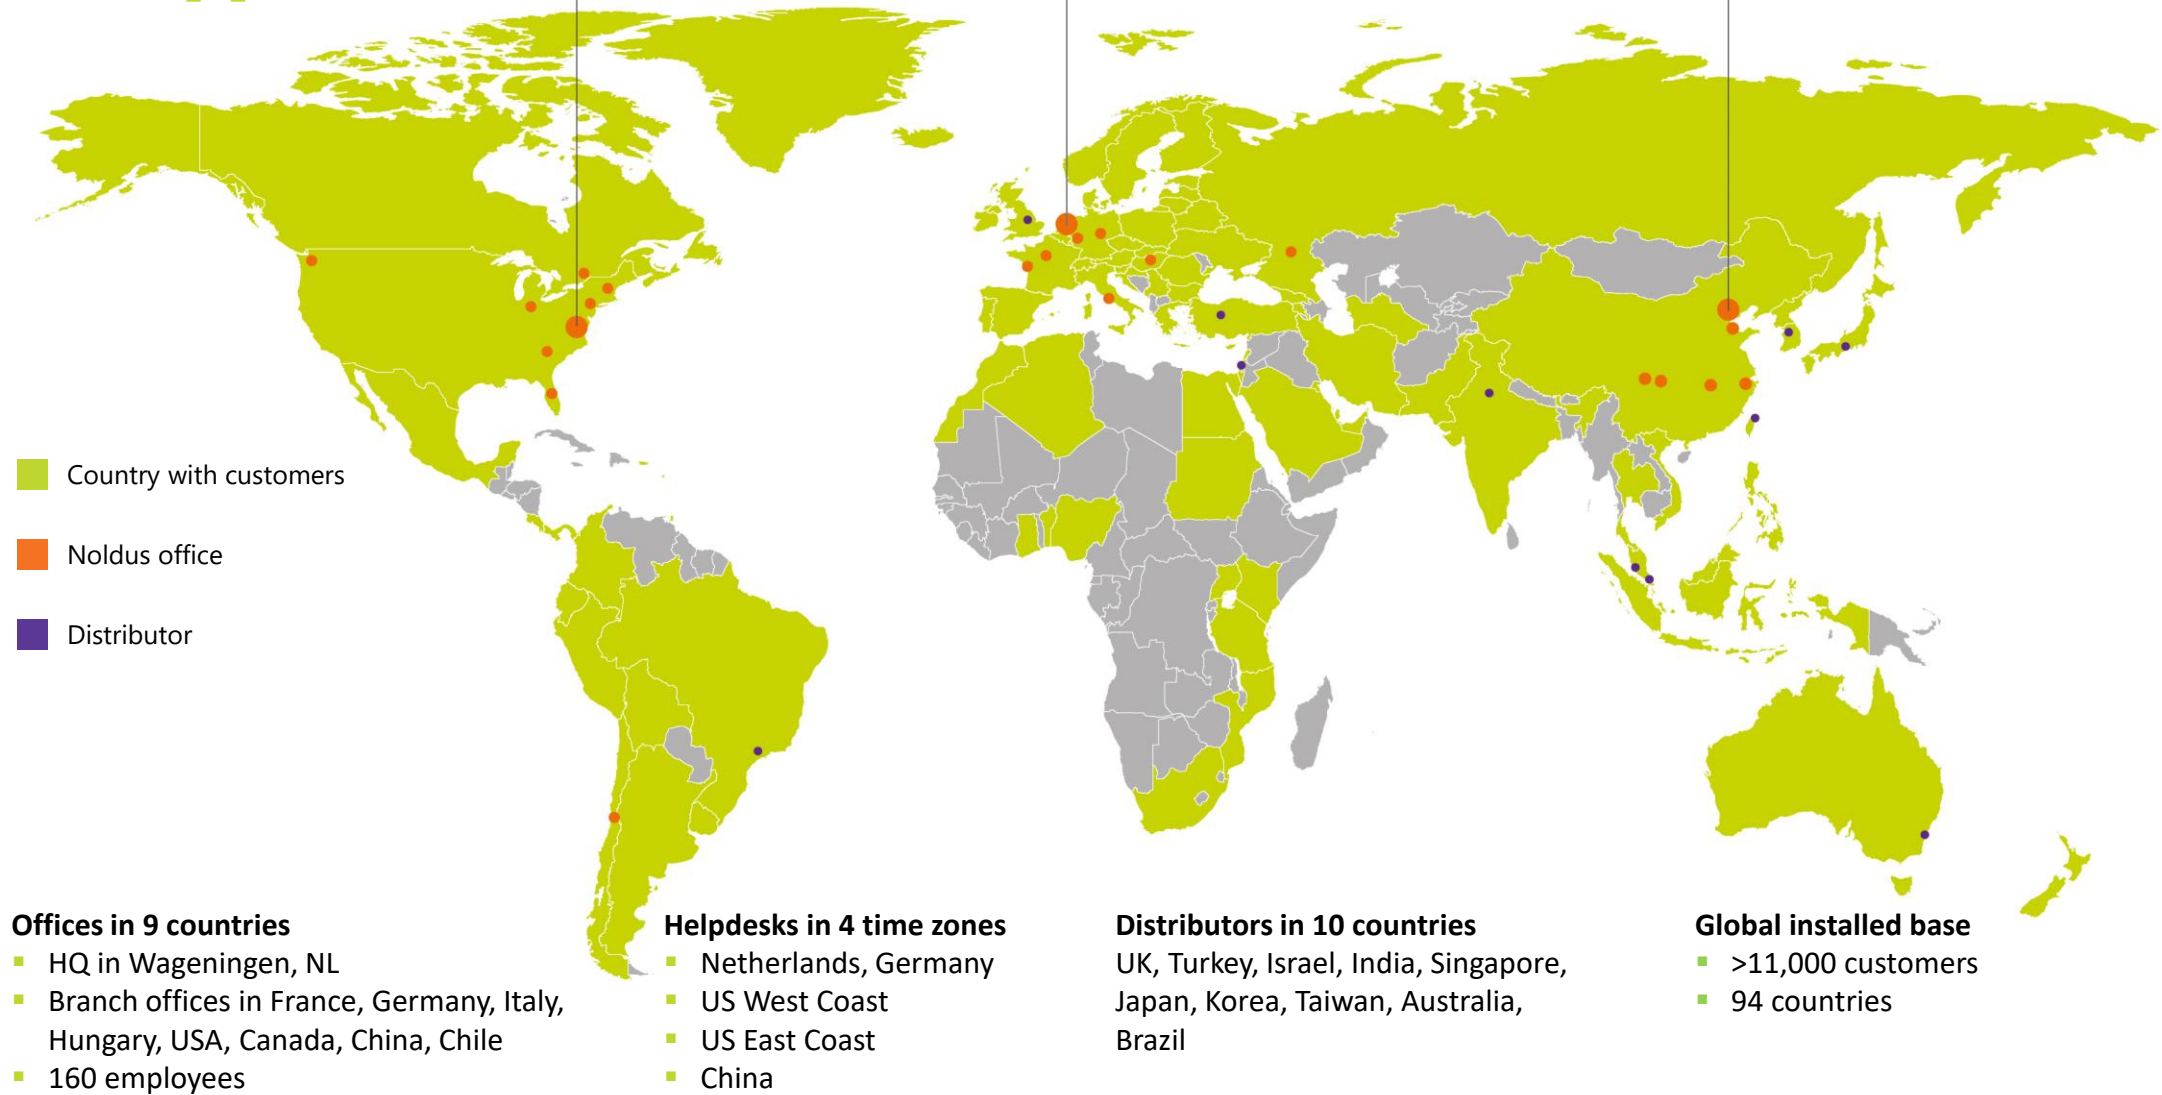 Country with customers
Noldus office
Distributor
Offices in 9 countries
HQ in Wageningen, NL
Branch offices in France, Germany, Italy,
Hungary, USA, Canada, China, Chile
160 employees
Helpdesks in 4 time zones
Netherlands, Germany
US West Coast
US East Coast
China
Distributors in 10 countries
UK, Turkey, Israel, India, Singapore,
Japan, Korea, Taiwan, Australia,
Brazil
Global installed base
>11,000 customers
94 countries